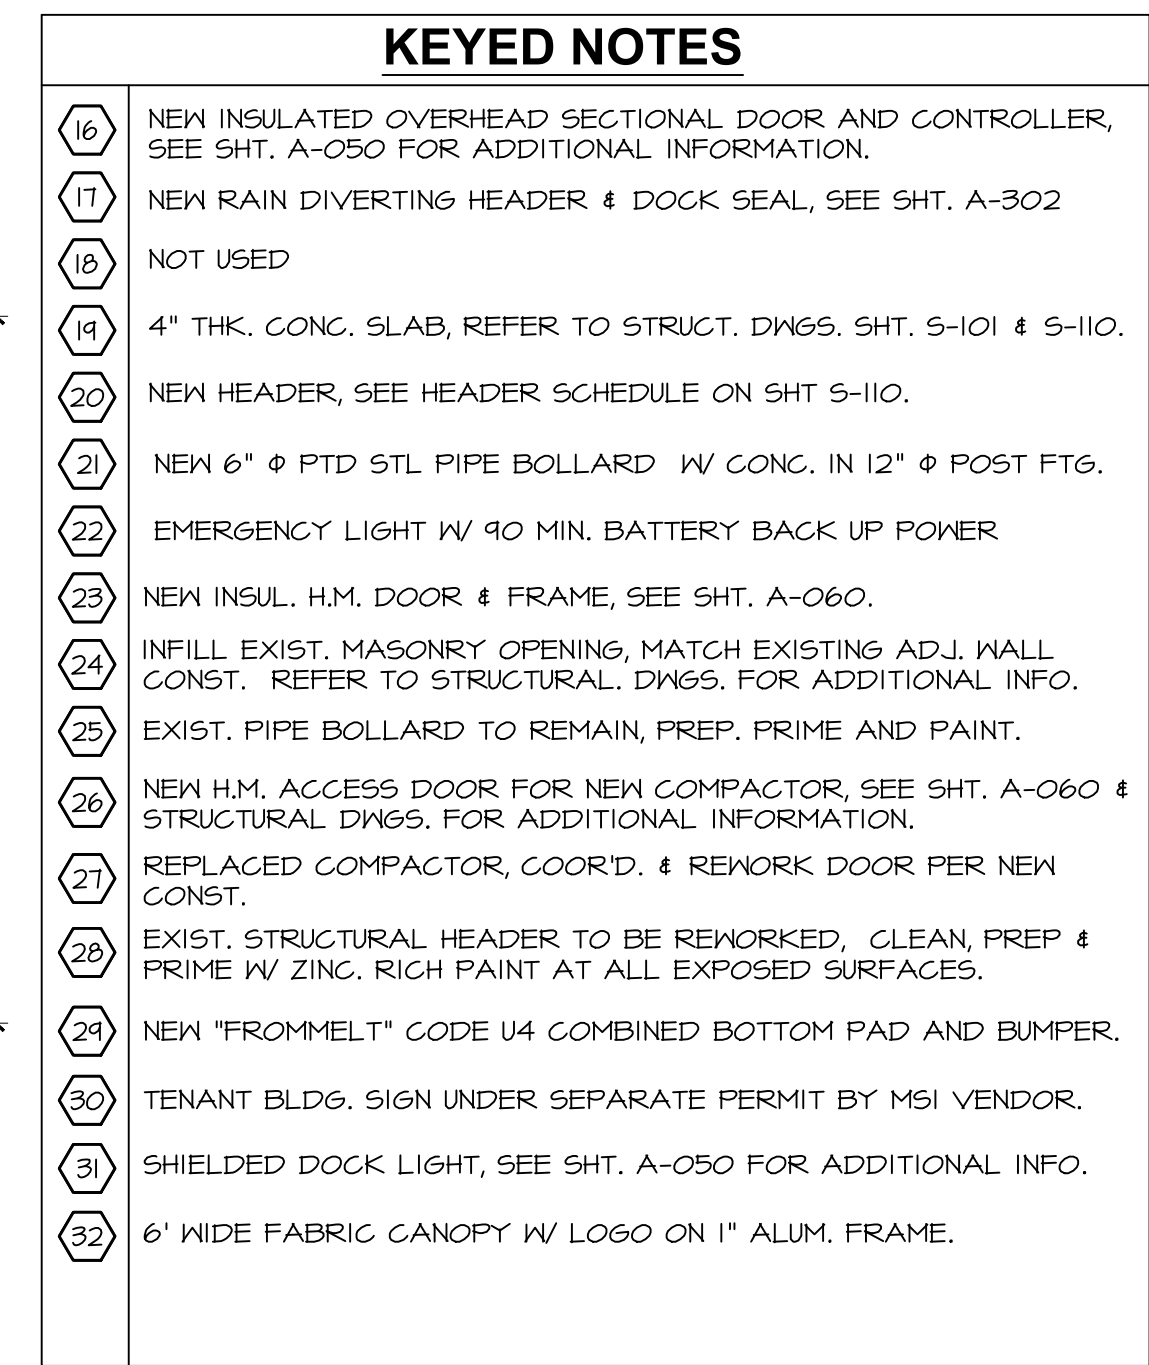 KEYED NOTES
16 NEW INSULATED OVERHEAD SECTIONAL DOOR AND CONTROLLER,
SEE SHT. A-050 FOR ADDITIONAL INFORMATION.
17 NEW RAIN DIVERTING HEADER & DOCK SEAL, SEE SHT. A-302
18 NOT USED
19 4" THK. CONC. SLAB, REFER TO STRUCT. DWGS. SHT. S-101 & S-110.
20 NEW HEADER, SEE HEADER SCHEDULE ON SHT S-110.
21 NEW 6" Φ PTD STL PIPE BOLLARD W/ CONC. IN 12" Φ POST FTG.
22 EMERGENCY LIGHT W/ 90 MIN. BATTERY BACK UP POWER
23 NEW INSUL. H.M. DOOR & FRAME, SEE SHT. A-060.
24 INFILL EXIST. MASONRY OPENING, MATCH EXISTING ADJ. WALL
CONST. REFER TO STRUCTURAL. DWGS. FOR ADDITIONAL INFO.
25 EXIST. PIPE BOLLARD TO REMAIN, PREP. PRIME AND PAINT.
26 NEW H.M. ACCESS DOOR FOR NEW COMPACTOR, SEE SHT. A-060 &
STRUCTURAL DWGS. FOR ADDITIONAL INFORMATION.
27 REPLACED COMPACTOR, COOR'D. & REWORK DOOR PER NEW
CONST.
28 EXIST. STRUCTURAL HEADER TO BE REWORKED, CLEAN, PREP &
PRIME W/ ZINC. RICH PAINT AT ALL EXPOSED SURFACES.
29 NEW "FROMMELT" CODE U4 COMBINED BOTTOM PAD AND BUMPER.
30 TENANT BLDG. SIGN UNDER SEPARATE PERMIT BY MSI VENDOR.
31 SHIELDED DOCK LIGHT, SEE SHT. A-050 FOR ADDITIONAL INFO.
32 6' WIDE FABRIC CANOPY W/ LOGO ON 1" ALUM. FRAME.